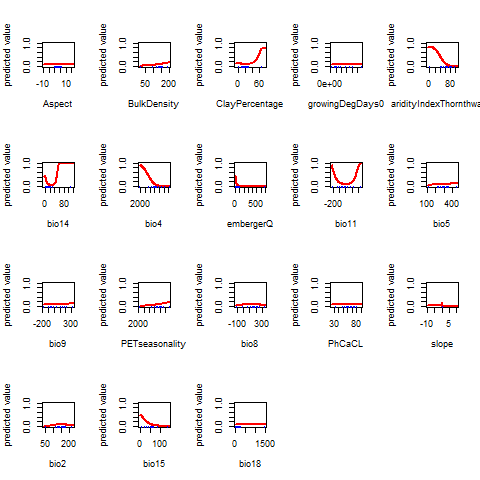 predicted value
0.0 1.0
-10 10
Aspect
predicted value
0.0 1.0
50 200
BulkDensity
predicted value
0.0 1.0
0 60
ClayPercentage
predicted value
0.0 1.0
0e+00
growingDegDays0
predicted value
0.0 1.0
0 80
aridityIndexThornthwa
predicted value
0.0 1.0
0 80
bio14
predicted value
0.0 1.0
2000
bio4
predicted value
0.0 1.0
0 500
embergerQ
predicted value
0.0 1.0
-200
bio11
predicted value
0.0 1.0
100 400
bio5
predicted value
0.0 1.0
-200 300
bio9
predicted value
0.0 1.0
2000
PETseasonality
predicted value
0.0 1.0
-100 300
bio8
predicted value
0.0 1.0
30 80
PhCaCL
predicted value
0.0 1.0
-10 5
slope
predicted value
0.0 1.0
50 200
bio2
predicted value
0.0 1.0
0 100
bio15
predicted value
0.0 1.0
0 1500
bio18